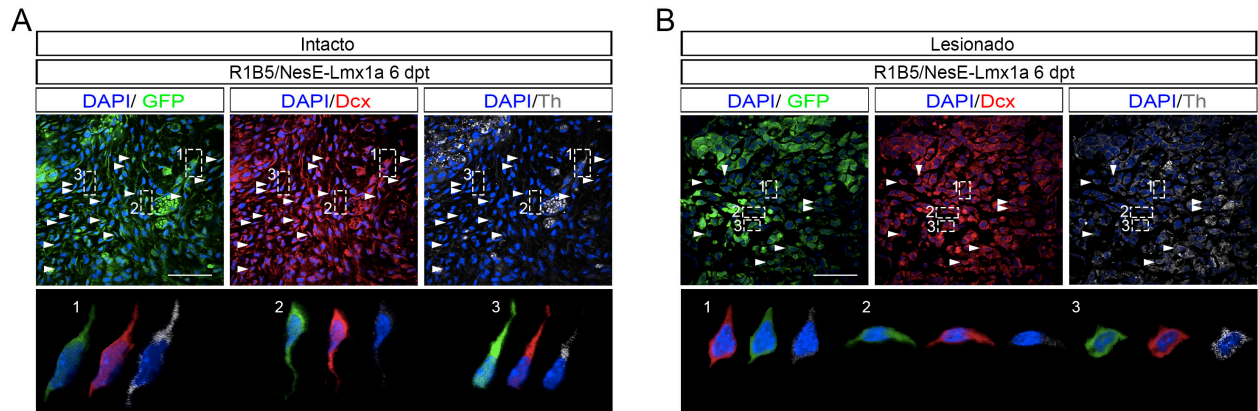 A
Intacto
R1B5/NesE-Lmx1a 6 dpt
DAPI/ GFP
DAPI/Dcx
DAPI/Th
1
3
2
1
3
2
1
3
2
1
2
3
B
Lesionado
R1B5/NesE-Lmx1a 6 dpt
DAPI/ GFP
DAPI/Dcx
DAPI/Th
1
2
3
1
2
3
1
2
3
1
2
3